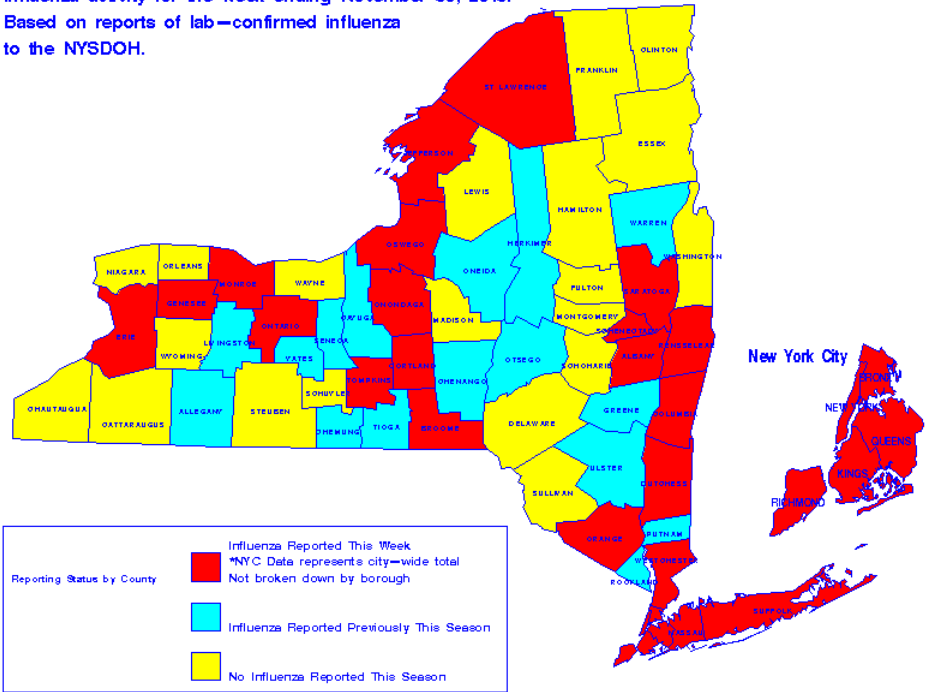 Based on reports of lab-confirmed influenza
to the NYSDOH.
CLINTON
FRANKLIN
ST LAWRENCE
ESSEX
JEFFERSON
LEWIS
HAMILTON
WARREN
HERKIMER
OSWEGO
WASHINGTON
ONEIDA
NIAGARA
ORLEANS
MONROE
WAYNE
FULTON
SARATOGA
GENESEE
ONONDAGA
CAYUGA
MADISON
MONTGOMERY
ONTARIO
SCHENECTADY
ERIE
SENECA
LIVINGSTON
RENSSELAER
WYOMING
YATES
OTSEGO
ALBANY
SCHOHARIE
CORTLAND
New York City
TOMPKINS
CHENANGO
BRONX
SCHUYLER
CHAUTAUQUA
NEW YORK
ALLEGANY
STEUBEN
GREENE
COLUMBIA
CATTARAUGUS
DELAWARE
TIOGA
BROOME
CHEMUNG
QUEENS
ULSTER
KINGS
DUTCHESS
SULLIVAN
RICHMOND
PUTNAM
ORANGE
WESTCHESTER
ROCKLAND
SUFFOLK
NASSAU
Influenza Reported This Week
*NYC Data represents city-wide total
Reporting Status by County
Not broken down by borough
Influenza Reported Previously This Season
No Influenza Reported This Season